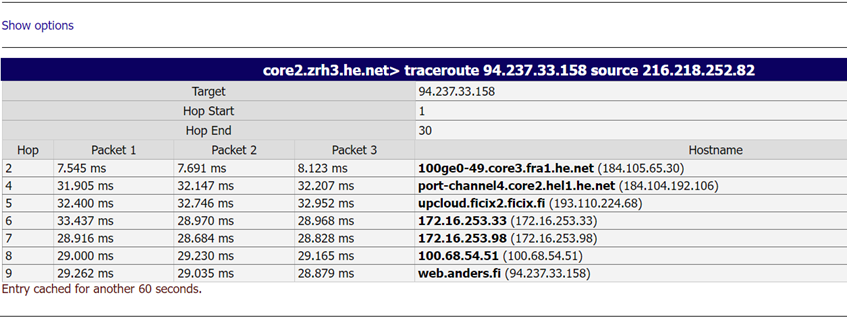 Show options
core2.zrh3.he.net> traceroute 94.237.33.158 source 216.218.252.82
Target 94.237.33.158
Hop Start 1
Hop End 30
Hop Packet 1 Packet 2 Packet 3 Hostname
2 7.545 ms 7.691 ms 8.123 ms 100ge0-49.core3.fra1.he.net (184.105.65.30)
4 31.905 ms 32.147 ms 32.207 ms port-channel4.core2.hel1.he.net (184.104.192.106)
5 32.400 ms 32.746 ms 32.952 ms upcloud.ficix2.ficix.fi (193.110.224.68)
6 33.437 ms 28.970 ms 28.968 ms 172.16.253.33 (172.16.253.33)
7 28.916 ms 28.684 ms 28.828 ms 172.16.253.98 (172.16.253.98)
8 29.000 ms 29.230 ms 29.165 ms 100.68.54.51 (100.68.54.51)
9 29.262 ms 29.035 ms 28.879 ms web.anders.fi (94.237.33.158)
Entry cached for another 60 seconds.